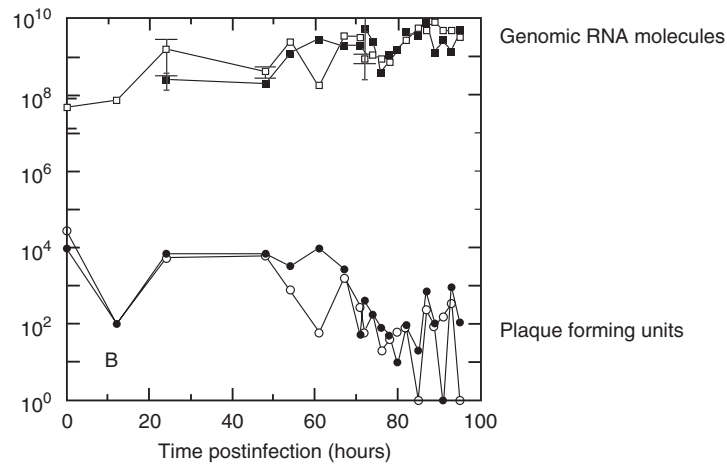 10^10
Genomic RNA molecules
10^8
10^6
10^4
10^2
Plaque forming units
B
10^0
0 20 40 60 80 100
Time postinfection (hours)